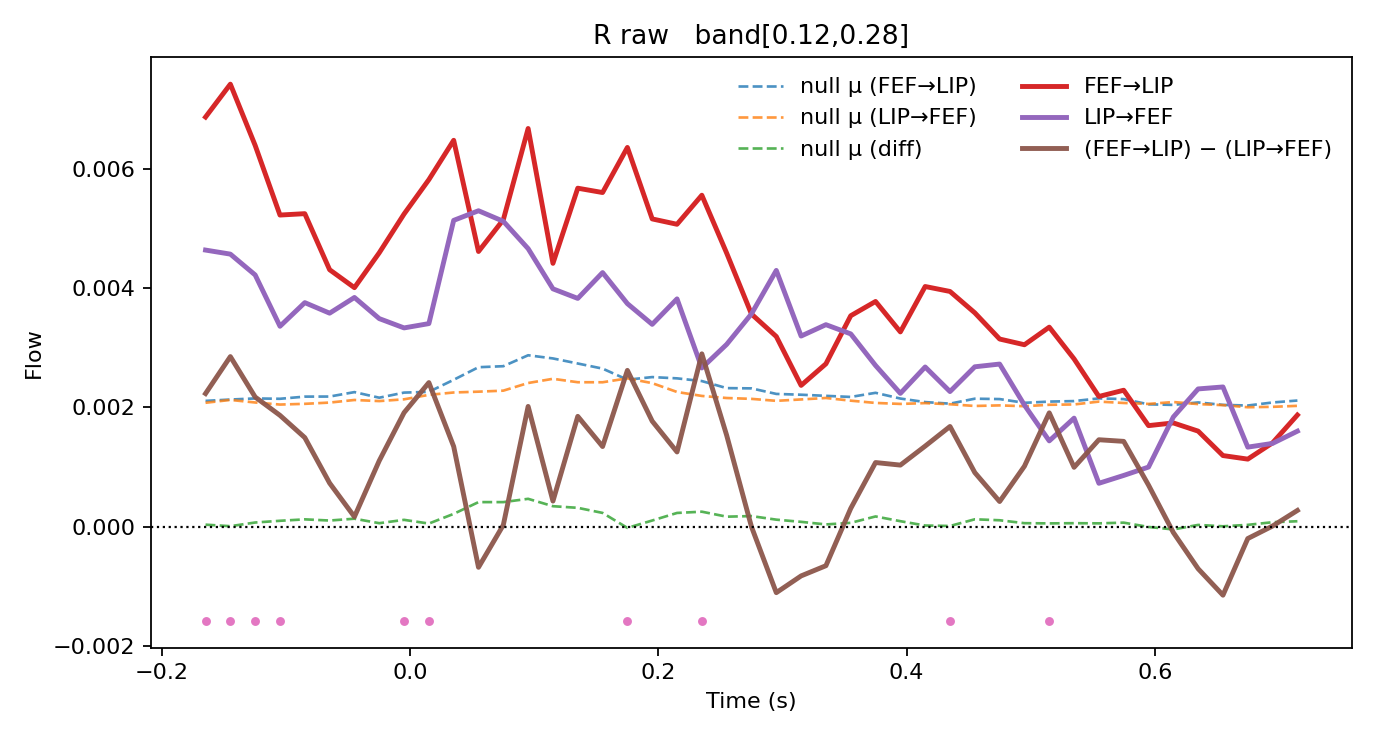 R raw   band[0.12,0.28]
null μ (FEF→LIP)
null μ (LIP→FEF)
null μ (diff)
FEF→LIP
LIP→FEF
(FEF→LIP) − (LIP→FEF)
Flow
0.006
0.004
0.002
0.000
−0.002
−0.2
0.0
0.2
0.4
0.6
Time (s)